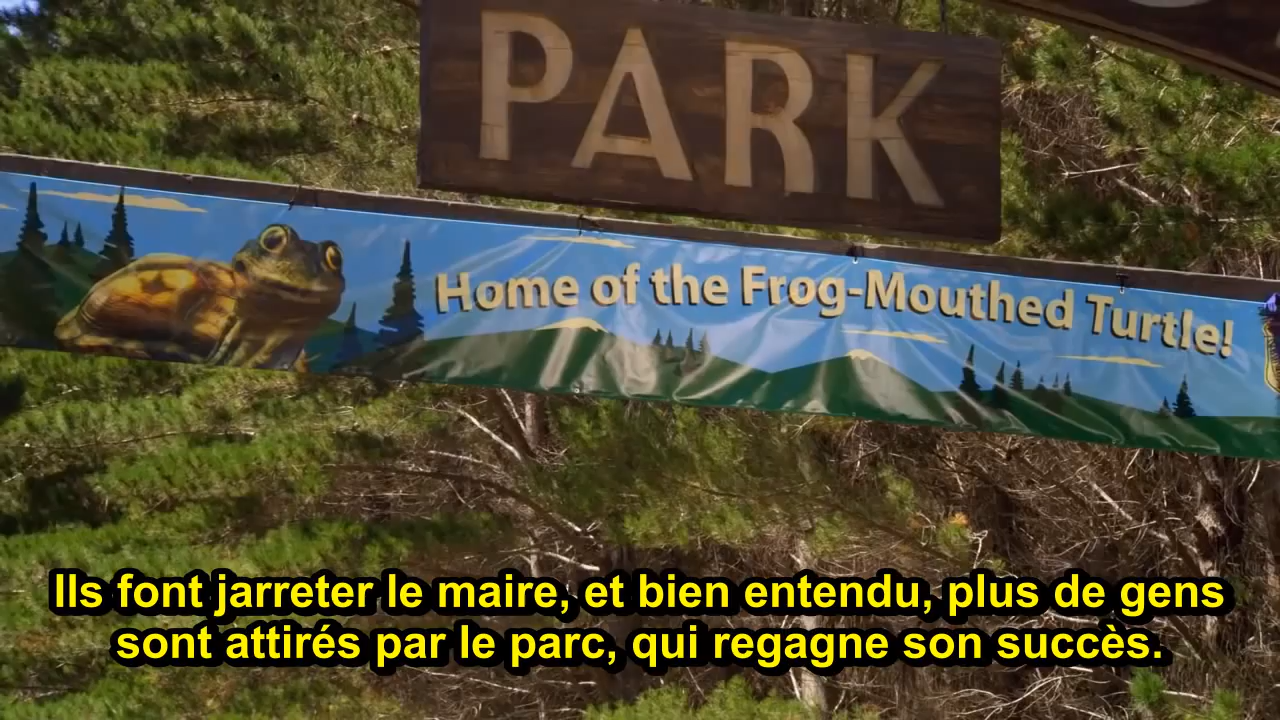 PARK
Home of the Frog-Mouthed Turtle!
Ils font jarreter le maire, et bien entendu, plus de gens
sont attirés par le parc, qui regagne son succès.